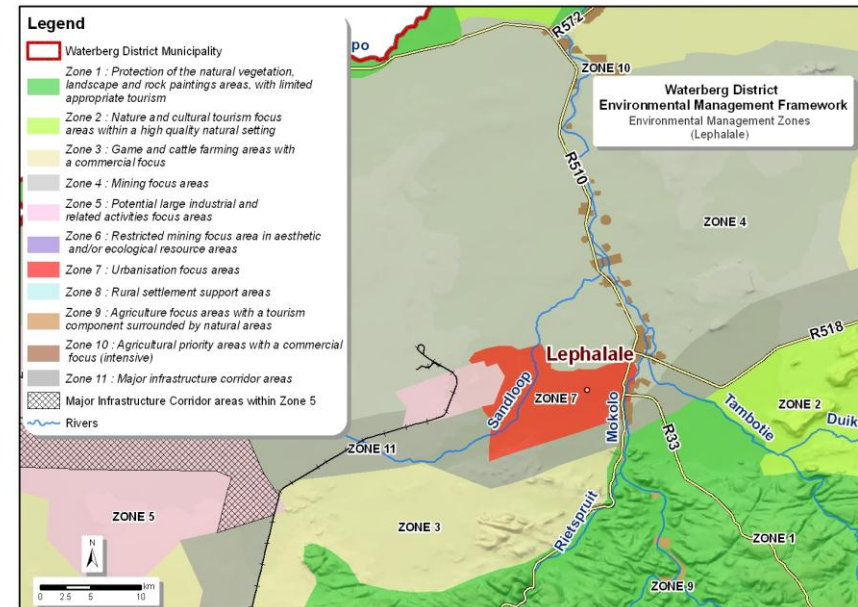 Legend
Waterberg District Municipality
Zone 1 : Protection of the natural vegetation,
landscape and rock paintings areas, with limited
appropriate tourism
Zone 2 : Nature and cultural tourism focus
areas within a high quality natural setting
Zone 3 : Game and cattle farming areas with
a commercial focus
Zone 4 : Mining focus areas
Zone 5 : Potential large industrial and
related activities focus areas
Zone 6 : Restricted mining focus area in aesthetic
and/or ecological resource areas
Zone 7 : Urbanisation focus areas
Zone 8 : Rural settlement support areas
Zone 9 : Agriculture focus areas with a tourism
component surrounded by natural areas
Zone 10 : Agricultural priority areas with a commercial
focus (intensive)
Zone 11 : Major infrastructure corridor areas
Major Infrastructure Corridor areas within Zone 5
Rivers
po
R572
ZONE 10
Waterberg District
Environmental Management Framework
Environmental Management Zones
(Lephalale)
R510
ZONE 4
R518
Lephalale
Sandloop
ZONE 7
Mokolo
Tambotie
ZONE 2
Duik
R33
ZONE 11
ZONE 5
ZONE 3
Rietspruit
ZONE 1
ZONE 9
N
km
0 2.5 5 10